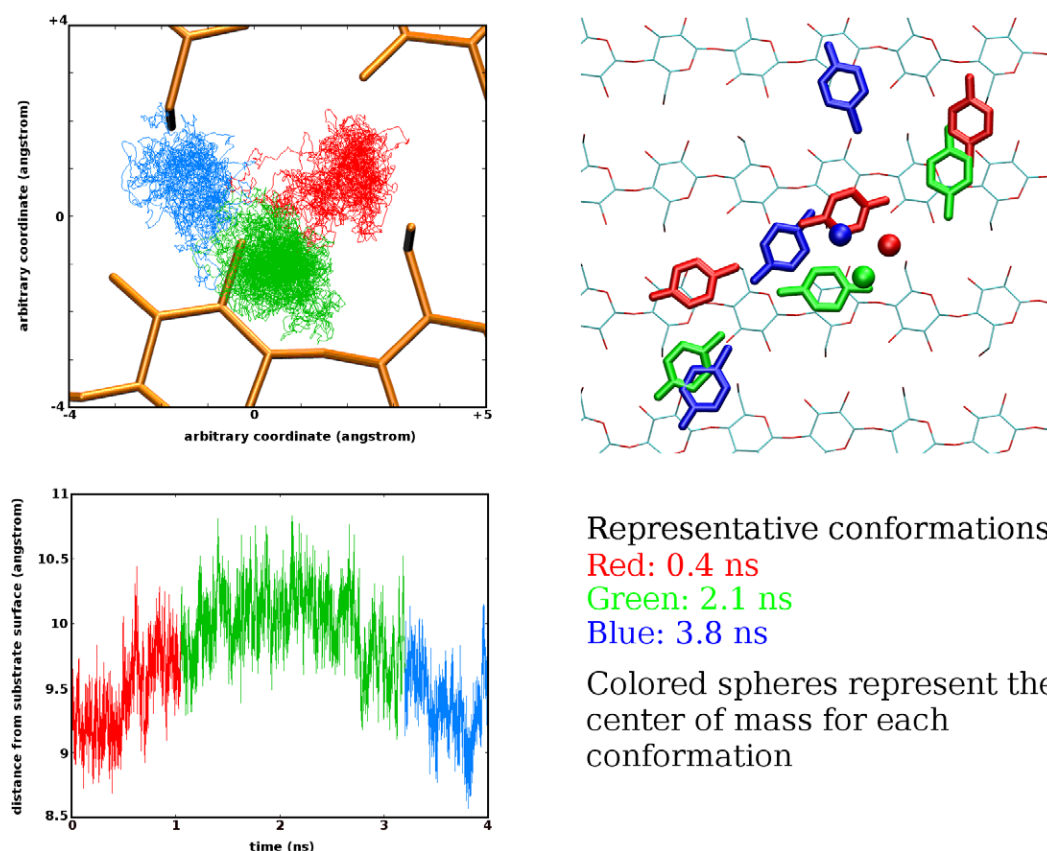 +4
arbitrary coordinate (angstrom)
0
-4
-4
0
+5
arbitrary coordinate (angstrom)
distance from substrate surface (angstrom)
11
10.5
10
9.5
9
8.5
0
1
2
3
4
time (ns)
Representative conformations
Red: 0.4 ns
Green: 2.1 ns
Blue: 3.8 ns
Colored spheres represent the
center of mass for each
conformation